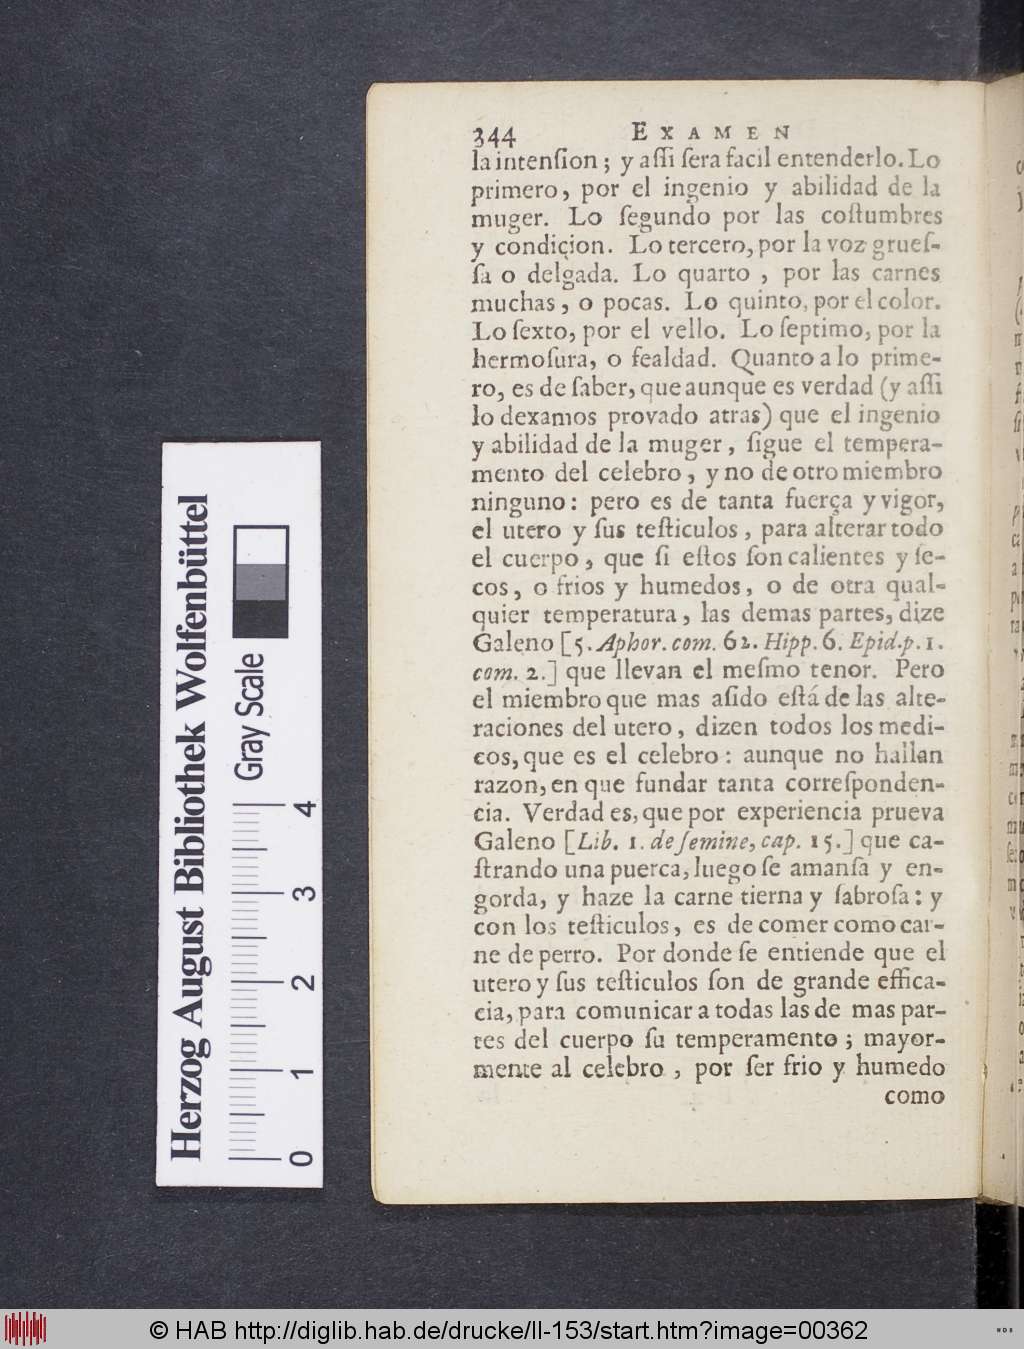 344 EXAMEN
la intenſion; y aſſi ſera facil entenderlo. Lo
primero, por el ingenio y abilidad de la
muger. Lo ſegundo por las coſtumbres
y condiçion. Lo tercero, por la voz grueſ-
ſa o delgada. Lo quarto, por las carnes
muchas, o pocas. Lo quinto, por el color.
Lo ſexto, por el vello. Lo ſeptimo, por la
hermoſura, o fealdad. Quanto a lo prime-
ro, es de ſaber, que aunque es verdad (y aſſi
lo dexamos provado atras) que el ingenio
y abilidad de la muger, ſigue el tempera-
mento del celebro, y no de otro miembro
ninguno: pero es de tanta fuerça y vigor,
el utero y ſus teſticulos, para alterar todo
el cuerpo, que ſi eſtos ſon calientes y ſe-
cos, o frios y humedos, o de otra qual-
quier temperatura, las demas partes, dize
Galeno [5. Aphor. com. 62. Hipp. 6. Epid. p. 1.
com. 2.] que llevan el meſmo tenor. Pero
el miembro que mas aſido eſtá de las alte-
raciones del utero, dizen todos los medi-
cos, que es el celebro: aunque no hallan
razon, en que fundar tanta correſponden-
cia. Verdad es, que por experiencia prueva
Galeno [Lib. 1. de ſemine, cap. 15.] que ca-
ſtrando una puerca, luego ſe amanſa y en-
gorda, y haze la carne tierna y ſabroſa: y
con los teſticulos, es de comer como car-
ne de perro. Por donde ſe entiende que el
utero y ſus teſticulos ſon de grande effica-
cia, para comunicar a todas las de mas par-
tes del cuerpo ſu temperamento; mayor-
mente al celebro, por ſer frio y humedo
como
Herzog August Bibliothek Wolfenbüttel
Gray Scale
0 1 2 3 4
© HAB http://diglib.hab.de/drucke/ll-153/start.htm?image=00362